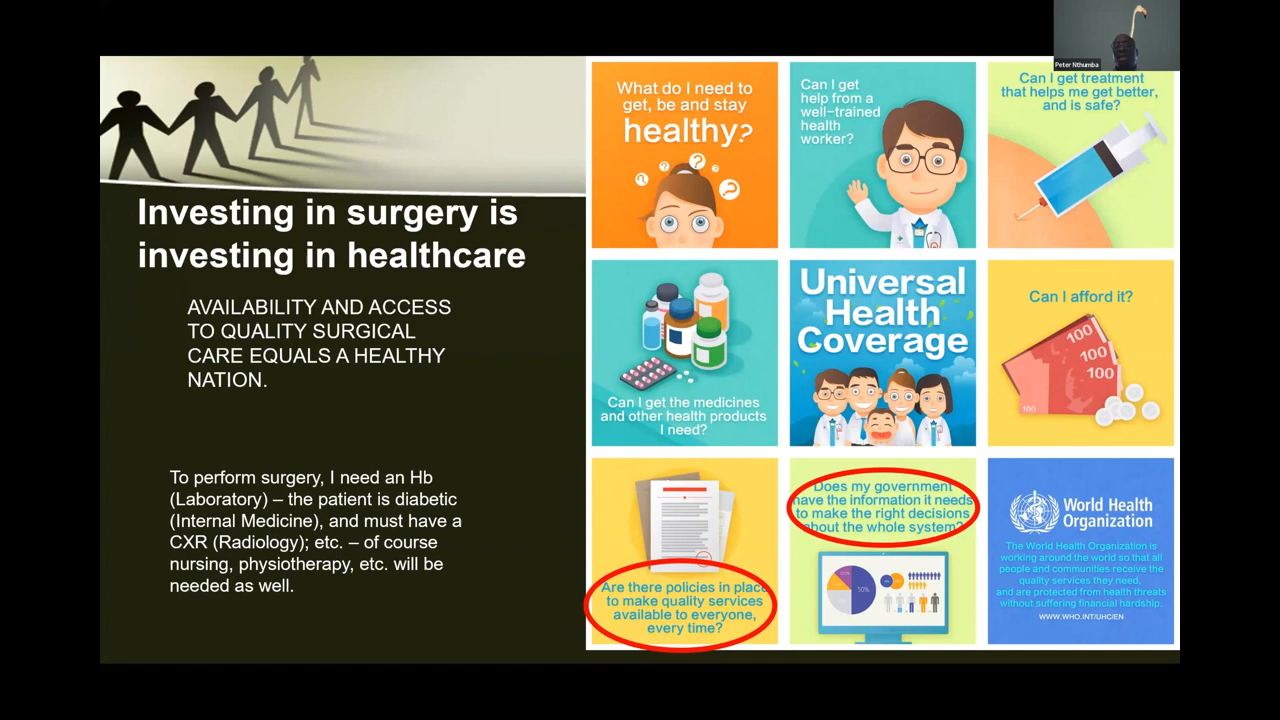 Peter Nthumba
Investing in surgery is
investing in healthcare
AVAILABILITY AND ACCESS
TO QUALITY SURGICAL
CARE EQUALS A HEALTHY
NATION.
To perform surgery, I need an Hb
(Laboratory) – the patient is diabetic
(Internal Medicine), and must have a
CXR (Radiology); etc. – of course
nursing, physiotherapy, etc. will be
needed as well.
What do I need to
get, be and stay
healthy?
? ? ? ? ?
Can I get
help from a
well-trained
health
worker?
Can I get treatment
that helps me get better,
and is safe?
Can I get the medicines
and other health products
I need?
Universal
Health
Coverage
Can I afford it?
100
100
100
100
Are there policies in place
to make quality services
available to everyone,
every time?
Does my government
have the information it needs
to make the right decisions
about the whole system?
50%
World Health
Organization
The World Health Organization is
working around the world so that all
people and communities receive the
quality services they need,
and are protected from health threats
without suffering financial hardship.
WWW.WHO.INT/UHC/EN